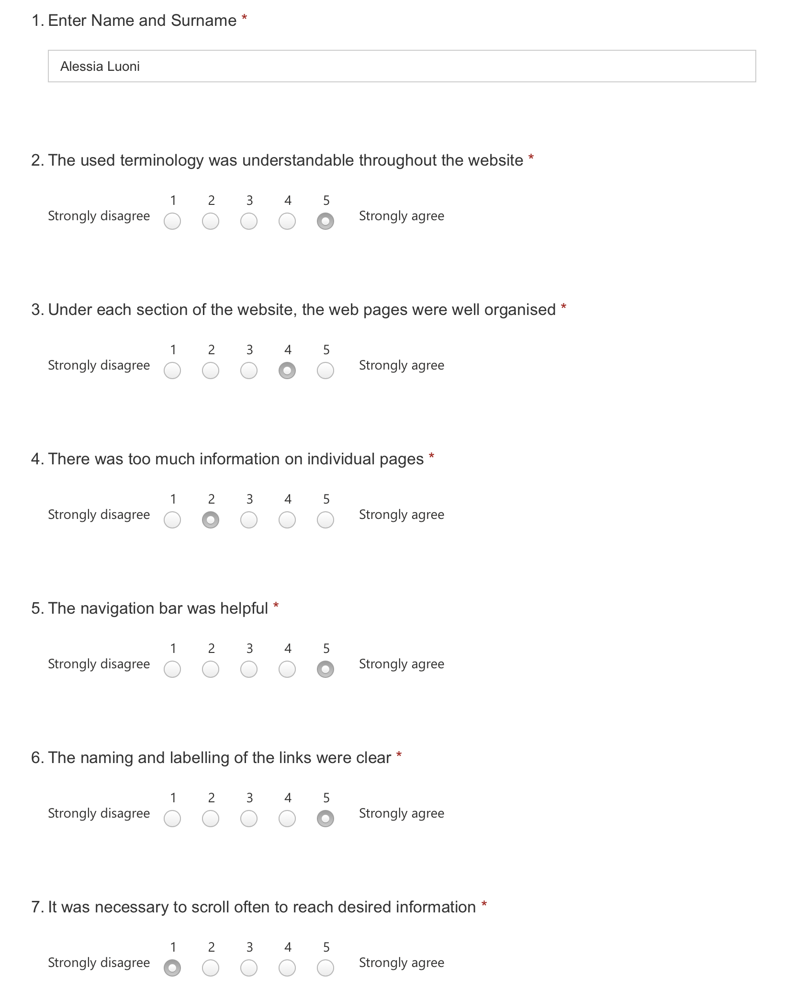 1. Enter Name and Surname *
Alessia Luoni
2. The used terminology was understandable throughout the website *
1 2 3 4 5
Strongly disagree Strongly agree
3. Under each section of the website, the web pages were well organised *
1 2 3 4 5
Strongly disagree Strongly agree
4. There was too much information on individual pages *
1 2 3 4 5
Strongly disagree Strongly agree
5. The navigation bar was helpful *
1 2 3 4 5
Strongly disagree Strongly agree
6. The naming and labelling of the links were clear *
1 2 3 4 5
Strongly disagree Strongly agree
7. It was necessary to scroll often to reach desired information *
1 2 3 4 5
Strongly disagree Strongly agree